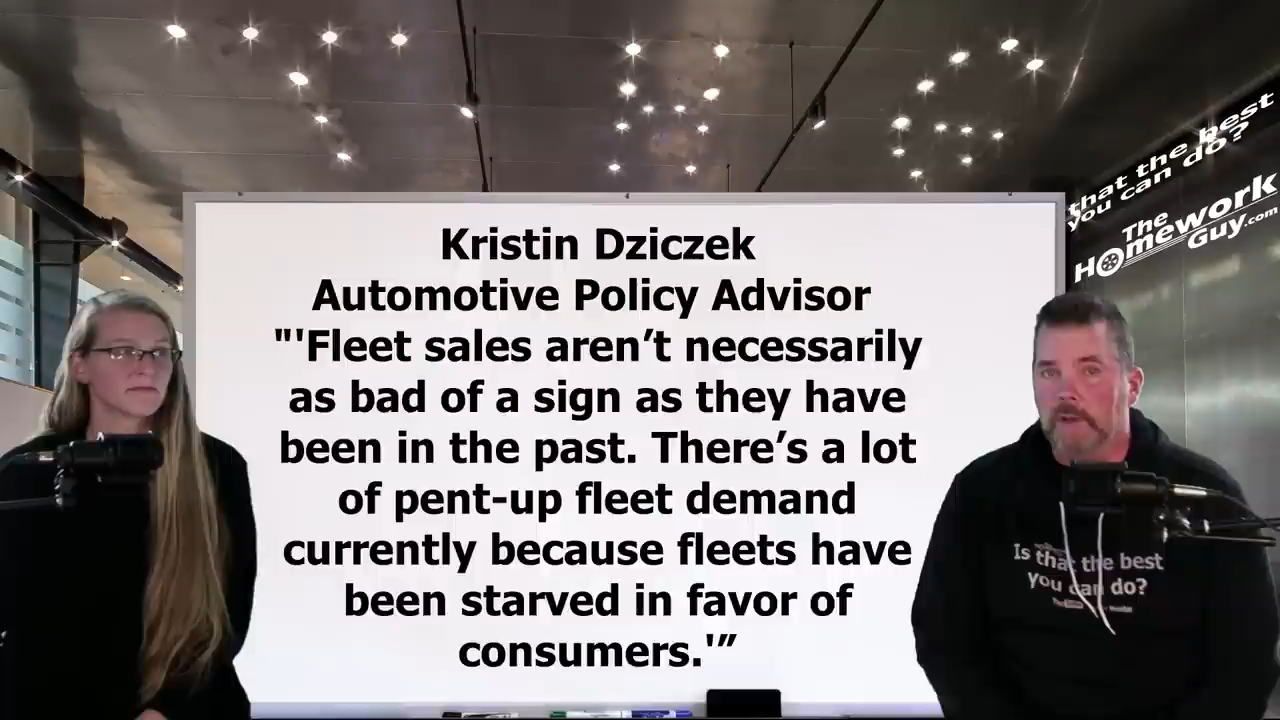 Kristin Dziczek
Automotive Policy Advisor
"'Fleet sales aren’t necessarily
as bad of a sign as they have
been in the past. There’s a lot
of pent-up fleet demand
currently because fleets have
been starved in favor of
consumers.'”
that the best
you can do?
The
Homework
Guy.com
Is that the best
you can do?